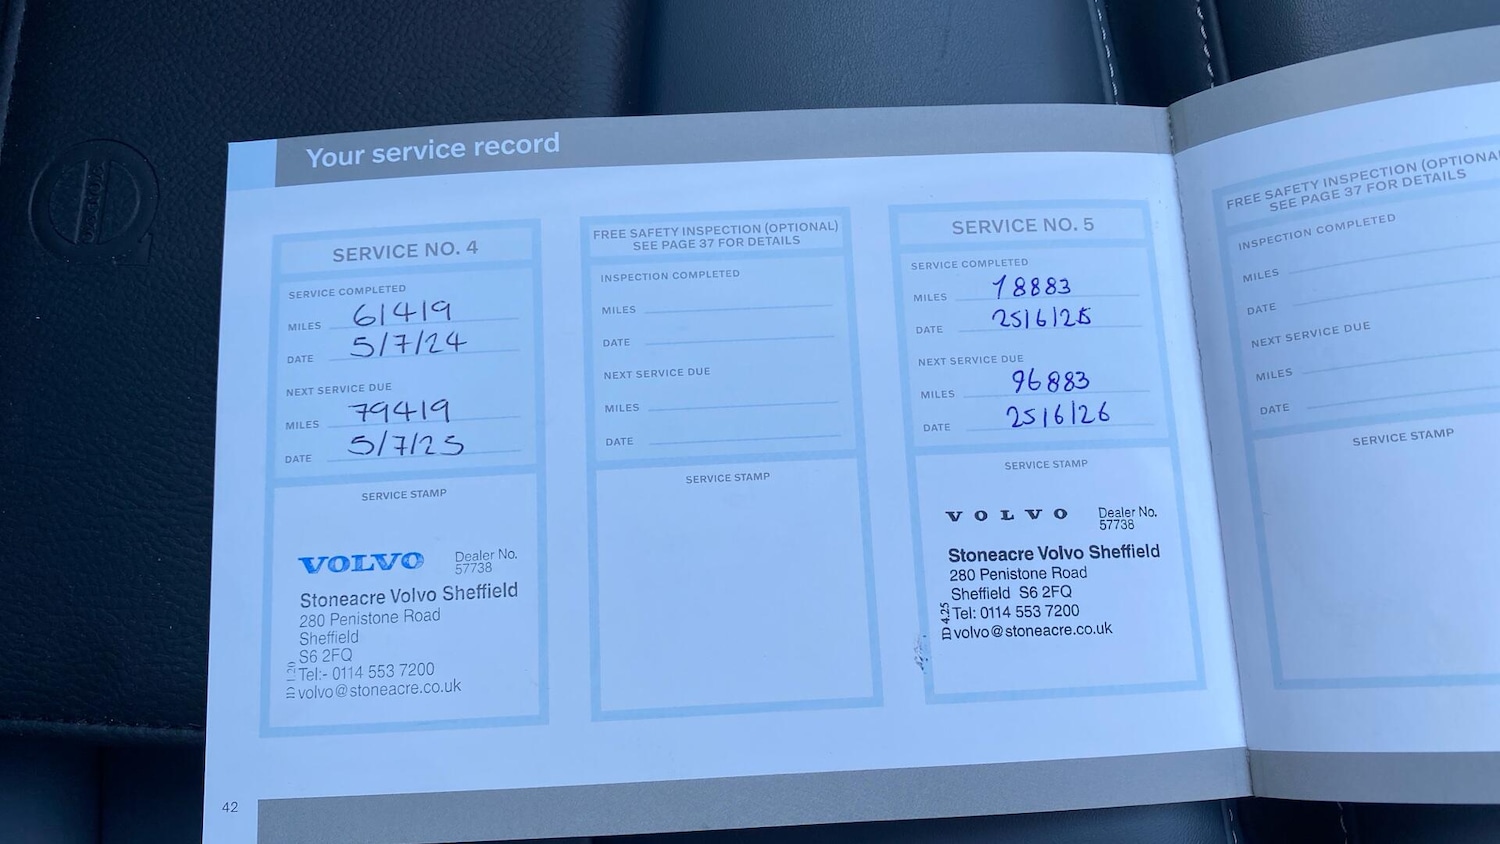 Your service record
SERVICE NO. 4
SERVICE COMPLETED
MILES 61419
DATE 5/7/24
NEXT SERVICE DUE
MILES 79419
DATE 5/7/25
SERVICE STAMP
VOLVO Dealer No.
57738
Stoneacre Volvo Sheffield
280 Penistone Road
Sheffield
S6 2FQ
Tel:- 0114 553 7200
volvo@stoneacre.co.uk
FREE SAFETY INSPECTION (OPTIONAL)
SEE PAGE 37 FOR DETAILS
INSPECTION COMPLETED
MILES
DATE
NEXT SERVICE DUE
MILES
DATE
SERVICE STAMP
SERVICE NO. 5
SERVICE COMPLETED
MILES 78883
DATE 25/6/25
NEXT SERVICE DUE
MILES 96883
DATE 25/6/26
SERVICE STAMP
VOLVO Dealer No.
57738
Stoneacre Volvo Sheffield
280 Penistone Road
Sheffield S6 2FQ
Tel: 0114 553 7200
volvo@stoneacre.co.uk
ID 4.25
FREE SAFETY INSPECTION (OPTIONA
SEE PAGE 37 FOR DETAILS
INSPECTION COMPLETED
MILES
DATE
NEXT SERVICE DUE
MILES
DATE
SERVICE STAMP
42
VOLVO